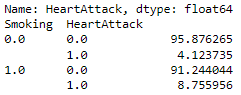 Name: HeartAttack, dtype: float64
Smoking  HeartAttack
0.0      0.0            95.876265
         1.0             4.123735
1.0      0.0            91.244044
         1.0             8.755956